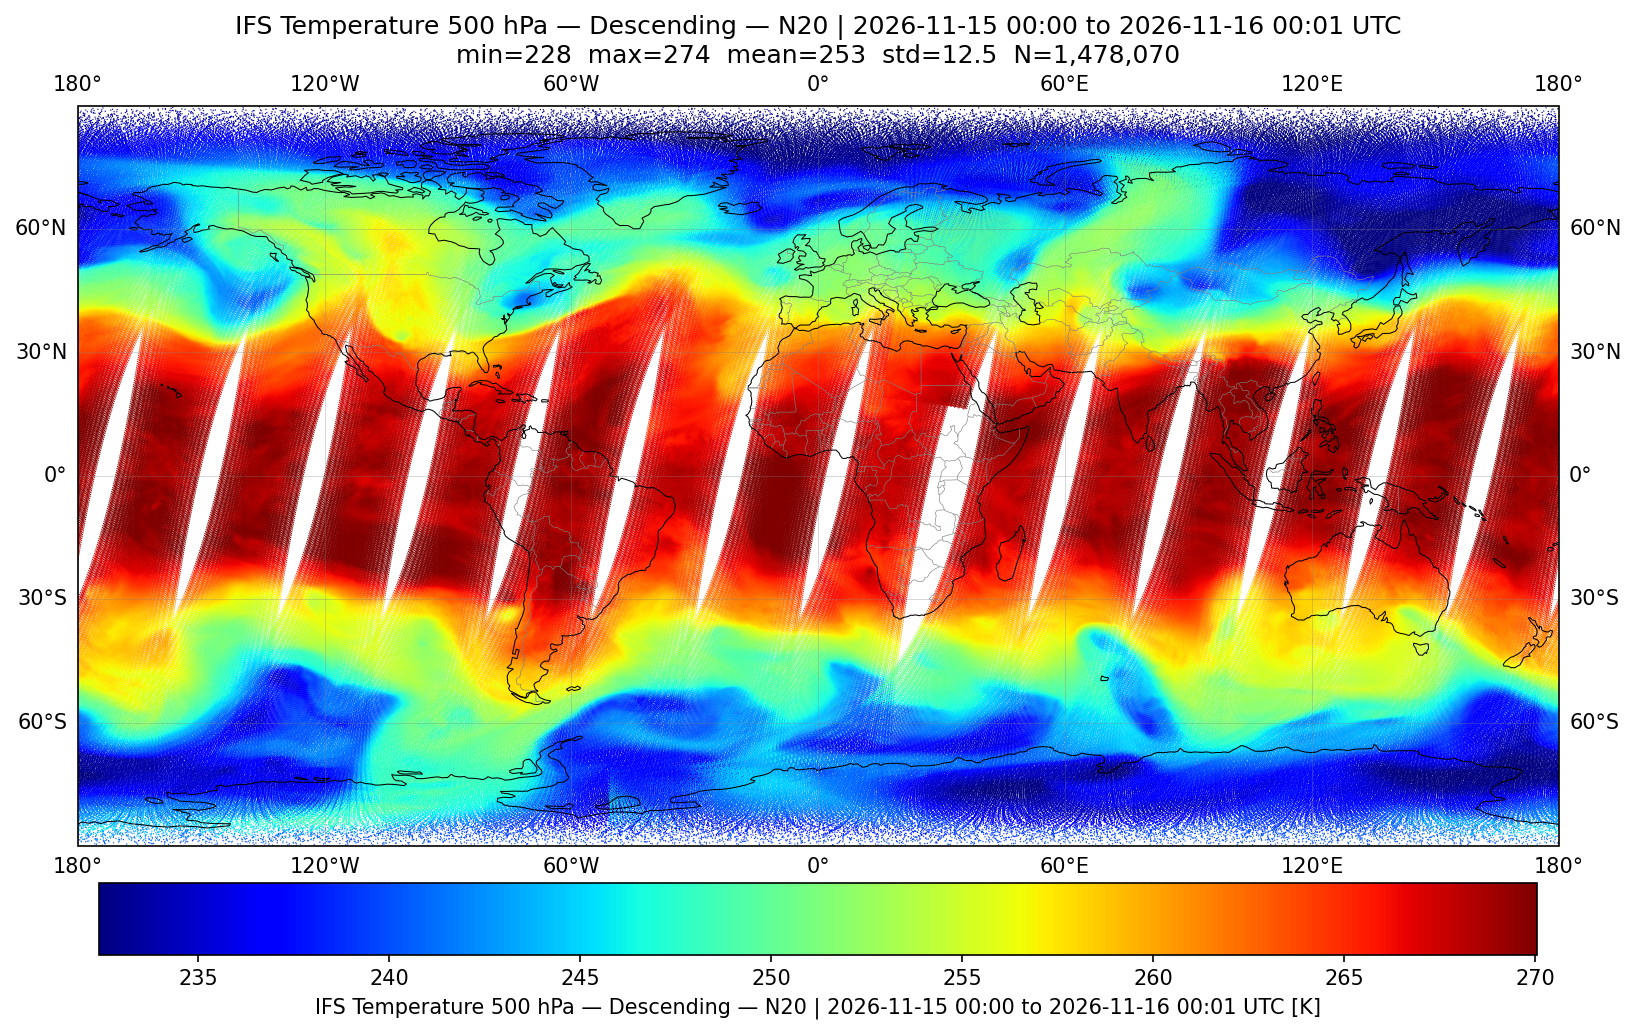 IFS Temperature 500 hPa — Descending — N20 | 2026-11-15 00:00 to 2026-11-16 00:01 UTC
min=228  max=274  mean=253  std=12.5  N=1,478,070
180° 120°W 60°W 0° 60°E 120°E 180°
60°N 60°N
30°N 30°N
0° 0°
30°S 30°S
60°S 60°S
180° 120°W 60°W 0° 60°E 120°E 180°
235 240 245 250 255 260 265 270
IFS Temperature 500 hPa — Descending — N20 | 2026-11-15 00:00 to 2026-11-16 00:01 UTC [K]